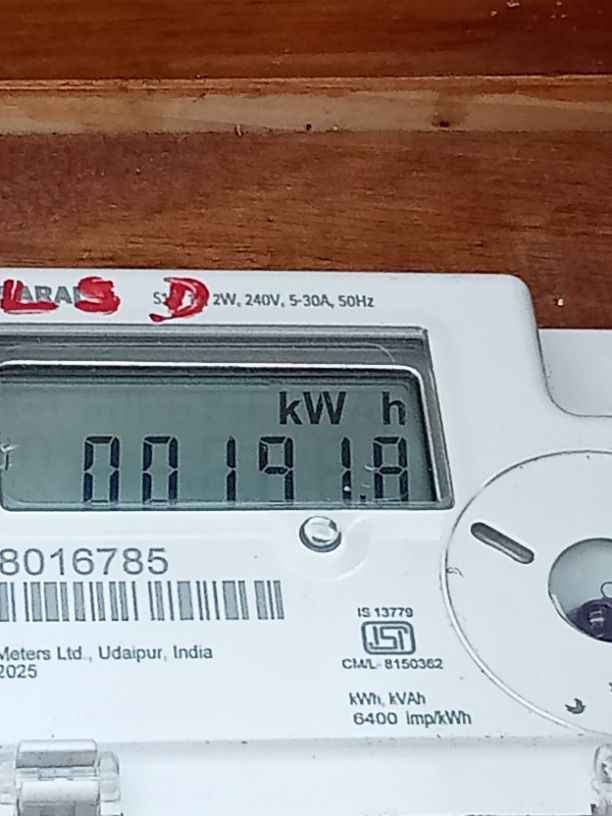 L S D
2W, 240V, 5-30A, 50Hz
kW h
00191.8
8016785
IS 13779
ISI
CM/L- 8150362
Meters Ltd., Udaipur, India
2025
kWh, kVAh
6400 imp/kWh